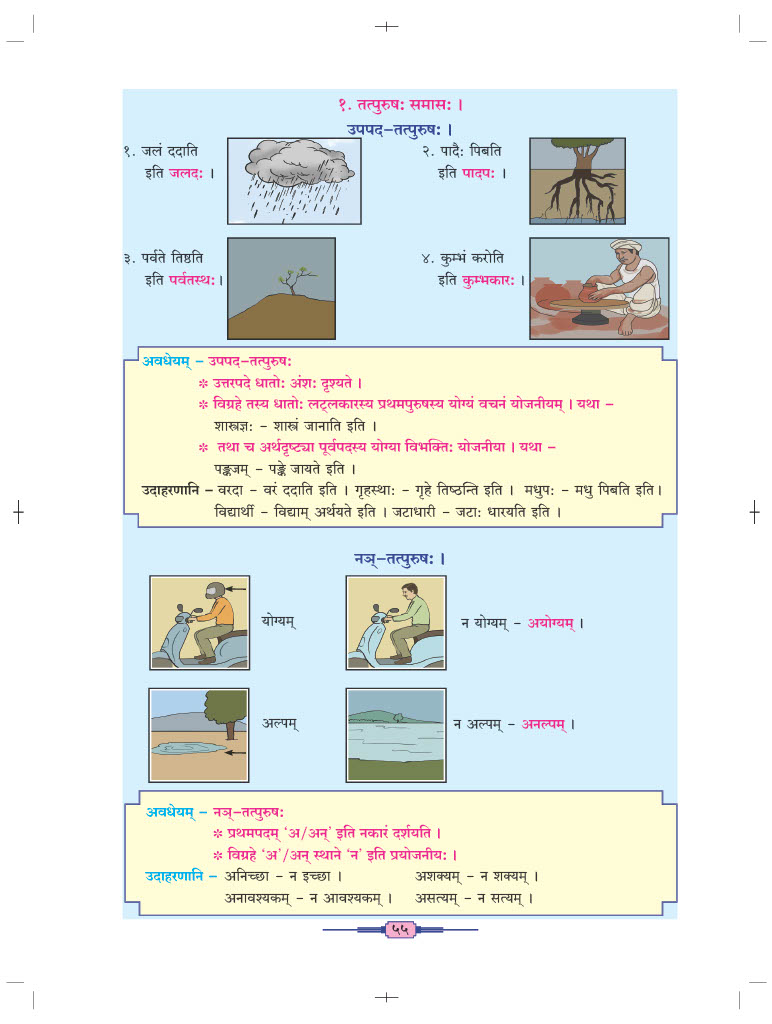 १. तत्पुरुषः समासः ।
उपपद-तत्पुरुषः ।
१. जलं ददाति
इति जलदः ।
२. पादैः पिबति
इति पादपः ।
३. पर्वते तिष्ठति
इति पर्वतस्थः।
४. कुम्भं करोति
इति कुम्भकारः ।
अवधेयम् – उपपद-तत्पुरुषः
* उत्तरपदे धातोः अंशः दृश्यते ।
* विग्रहे तस्य धातोः लट्लकारस्य प्रथमपुरुषस्य योग्यं वचनं योजनीयम् । यथा –
शास्त्रज्ञः - शास्त्रं जानाति इति ।
* तथा च अर्थदृष्ट्या पूर्वपदस्य योग्या विभक्तिः योजनीया । यथा –
पङ्कजम् - पङ्के जायते इति ।
उदाहरणानि – वरदा - वरं ददाति इति । गृहस्थाः - गृहे तिष्ठन्ति इति । मधुपः - मधु पिबति इति।
विद्यार्थी - विद्याम् अर्थयते इति । जटाधारी - जटाः धारयति इति ।
नञ्-तत्पुरुषः ।
योग्यम्
न योग्यम् - अयोग्यम् ।
अल्पम्
न अल्पम् - अनल्पम् ।
अवधेयम् – नञ्-तत्पुरुषः
* प्रथमपदम् ‘अ/अन्’ इति नकारं दर्शयति ।
* विग्रहे ‘अ’/अन् स्थाने ‘न’ इति प्रयोजनीयः ।
उदाहरणानि – अनिच्छा - न इच्छा । अशक्यम् - न शक्यम् ।
अनावश्यकम् - न आवश्यकम् । असत्यम् - न सत्यम् ।
५५